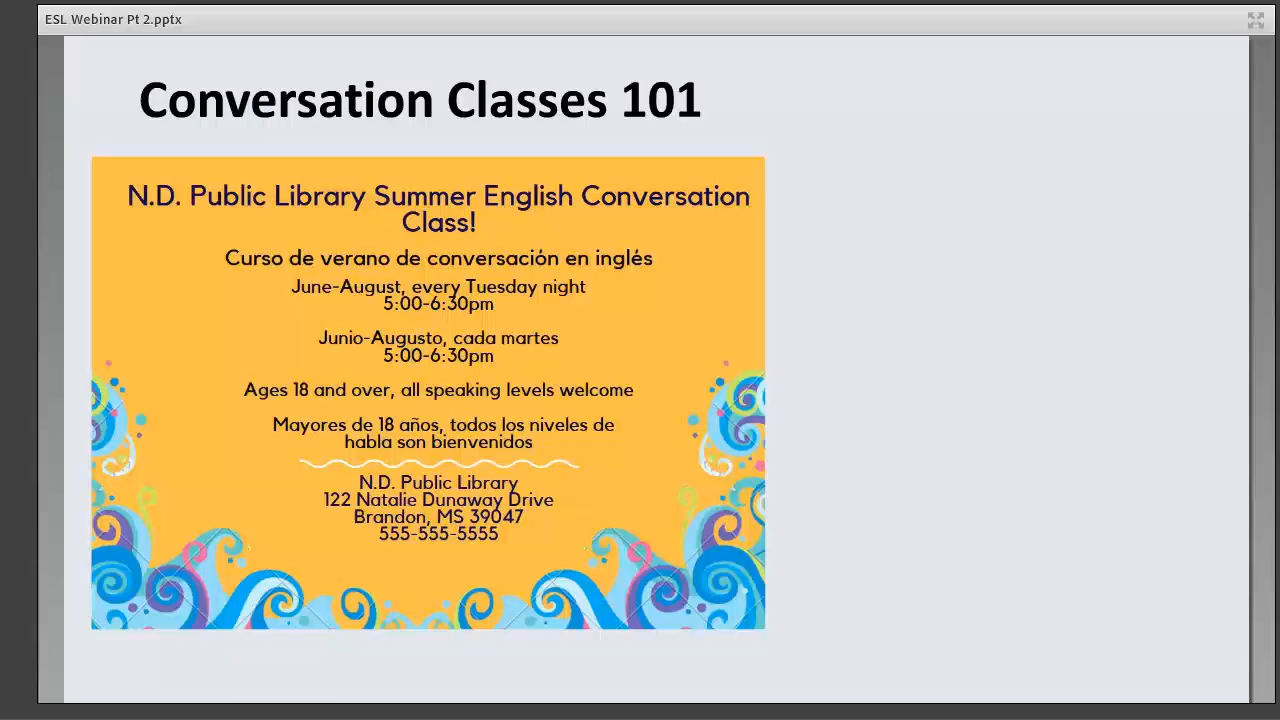 ESL Webinar Pt 2.pptx
Conversation Classes 101
N.D. Public Library Summer English Conversation
Class!
Curso de verano de conversación en inglés
June-August, every Tuesday night
5:00-6:30pm
Junio-Augusto, cada martes
5:00-6:30pm
Ages 18 and over, all speaking levels welcome
Mayores de 18 años, todos los niveles de
habla son bienvenidos
N.D. Public Library
122 Natalie Dunaway Drive
Brandon, MS 39047
555-555-5555